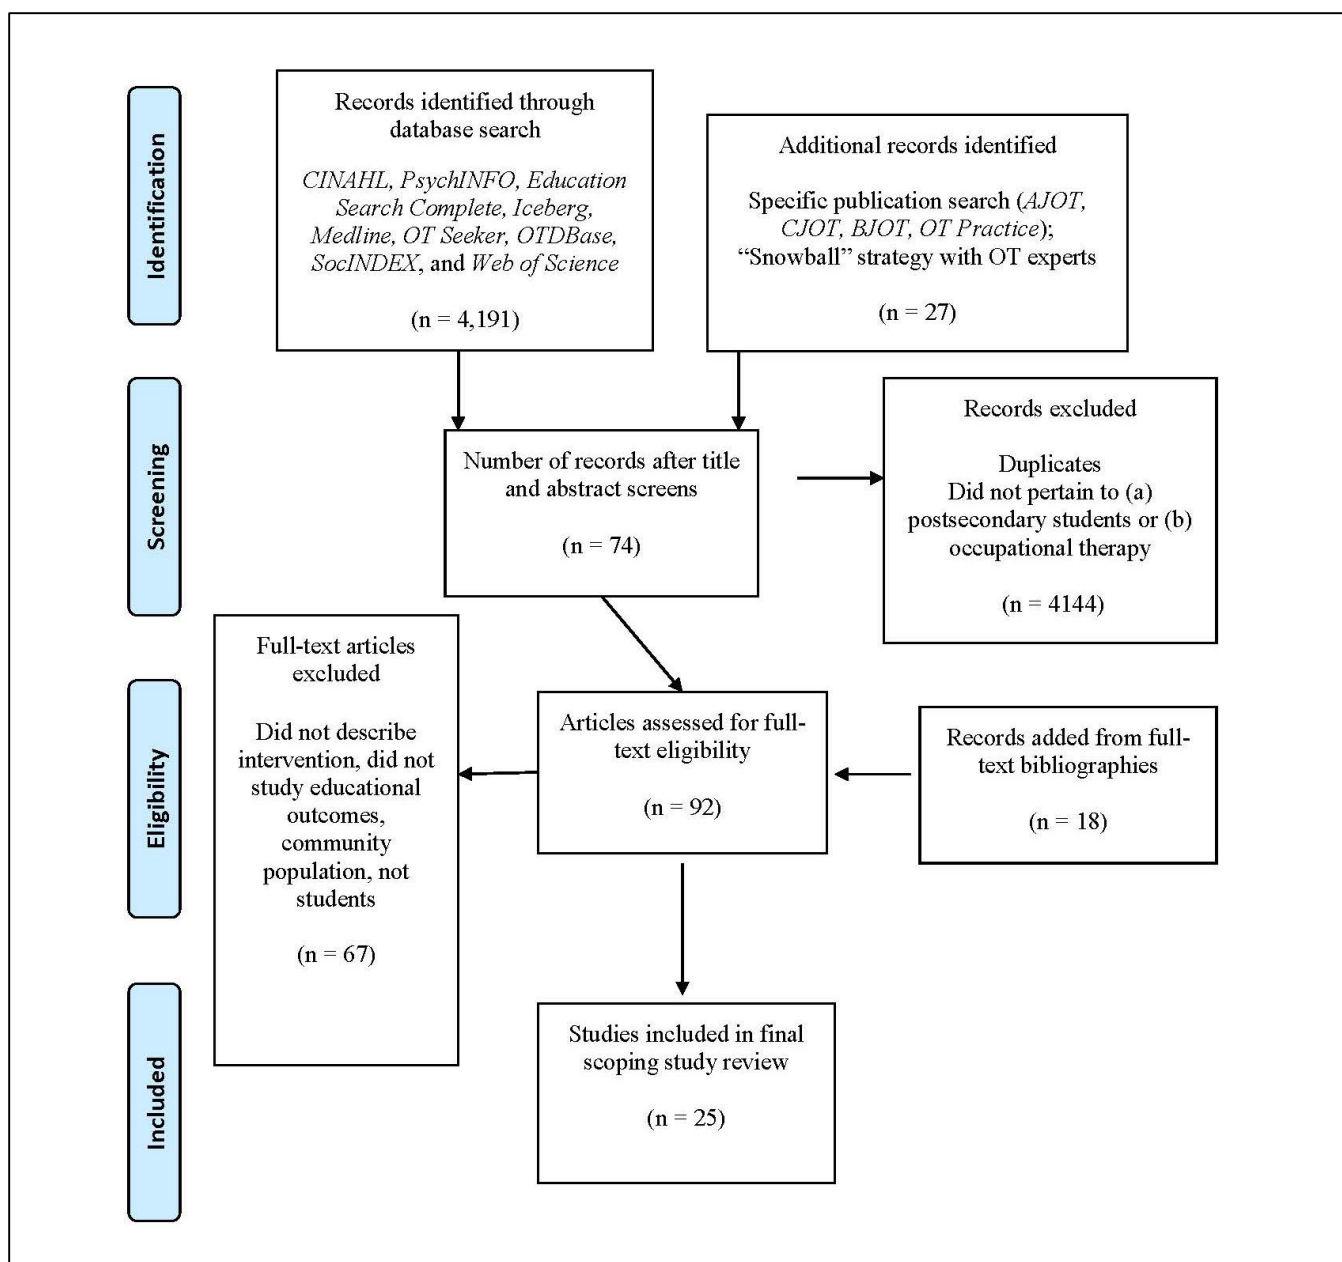 Identification
Records identified through
database search
CINAHL, PsychINFO, Education
Search Complete, Iceberg,
Medline, OT Seeker, OTDBase,
SocINDEX, and Web of Science
(n = 4,191)
Additional records identified
Specific publication search (AJOT,
CJOT, BJOT, OT Practice);
“Snowball” strategy with OT experts
(n = 27)
Screening
Number of records after title
and abstract screens
(n = 74)
Records excluded
Duplicates
Did not pertain to (a)
postsecondary students or (b)
occupational therapy
(n = 4144)
Eligibility
Full-text articles
excluded
Did not describe
intervention, did not
study educational
outcomes,
community
population, not
students
(n = 67)
Articles assessed for full-
text eligibility
(n = 92)
Records added from full-
text bibliographies
(n = 18)
Included
Studies included in final
scoping study review
(n = 25)